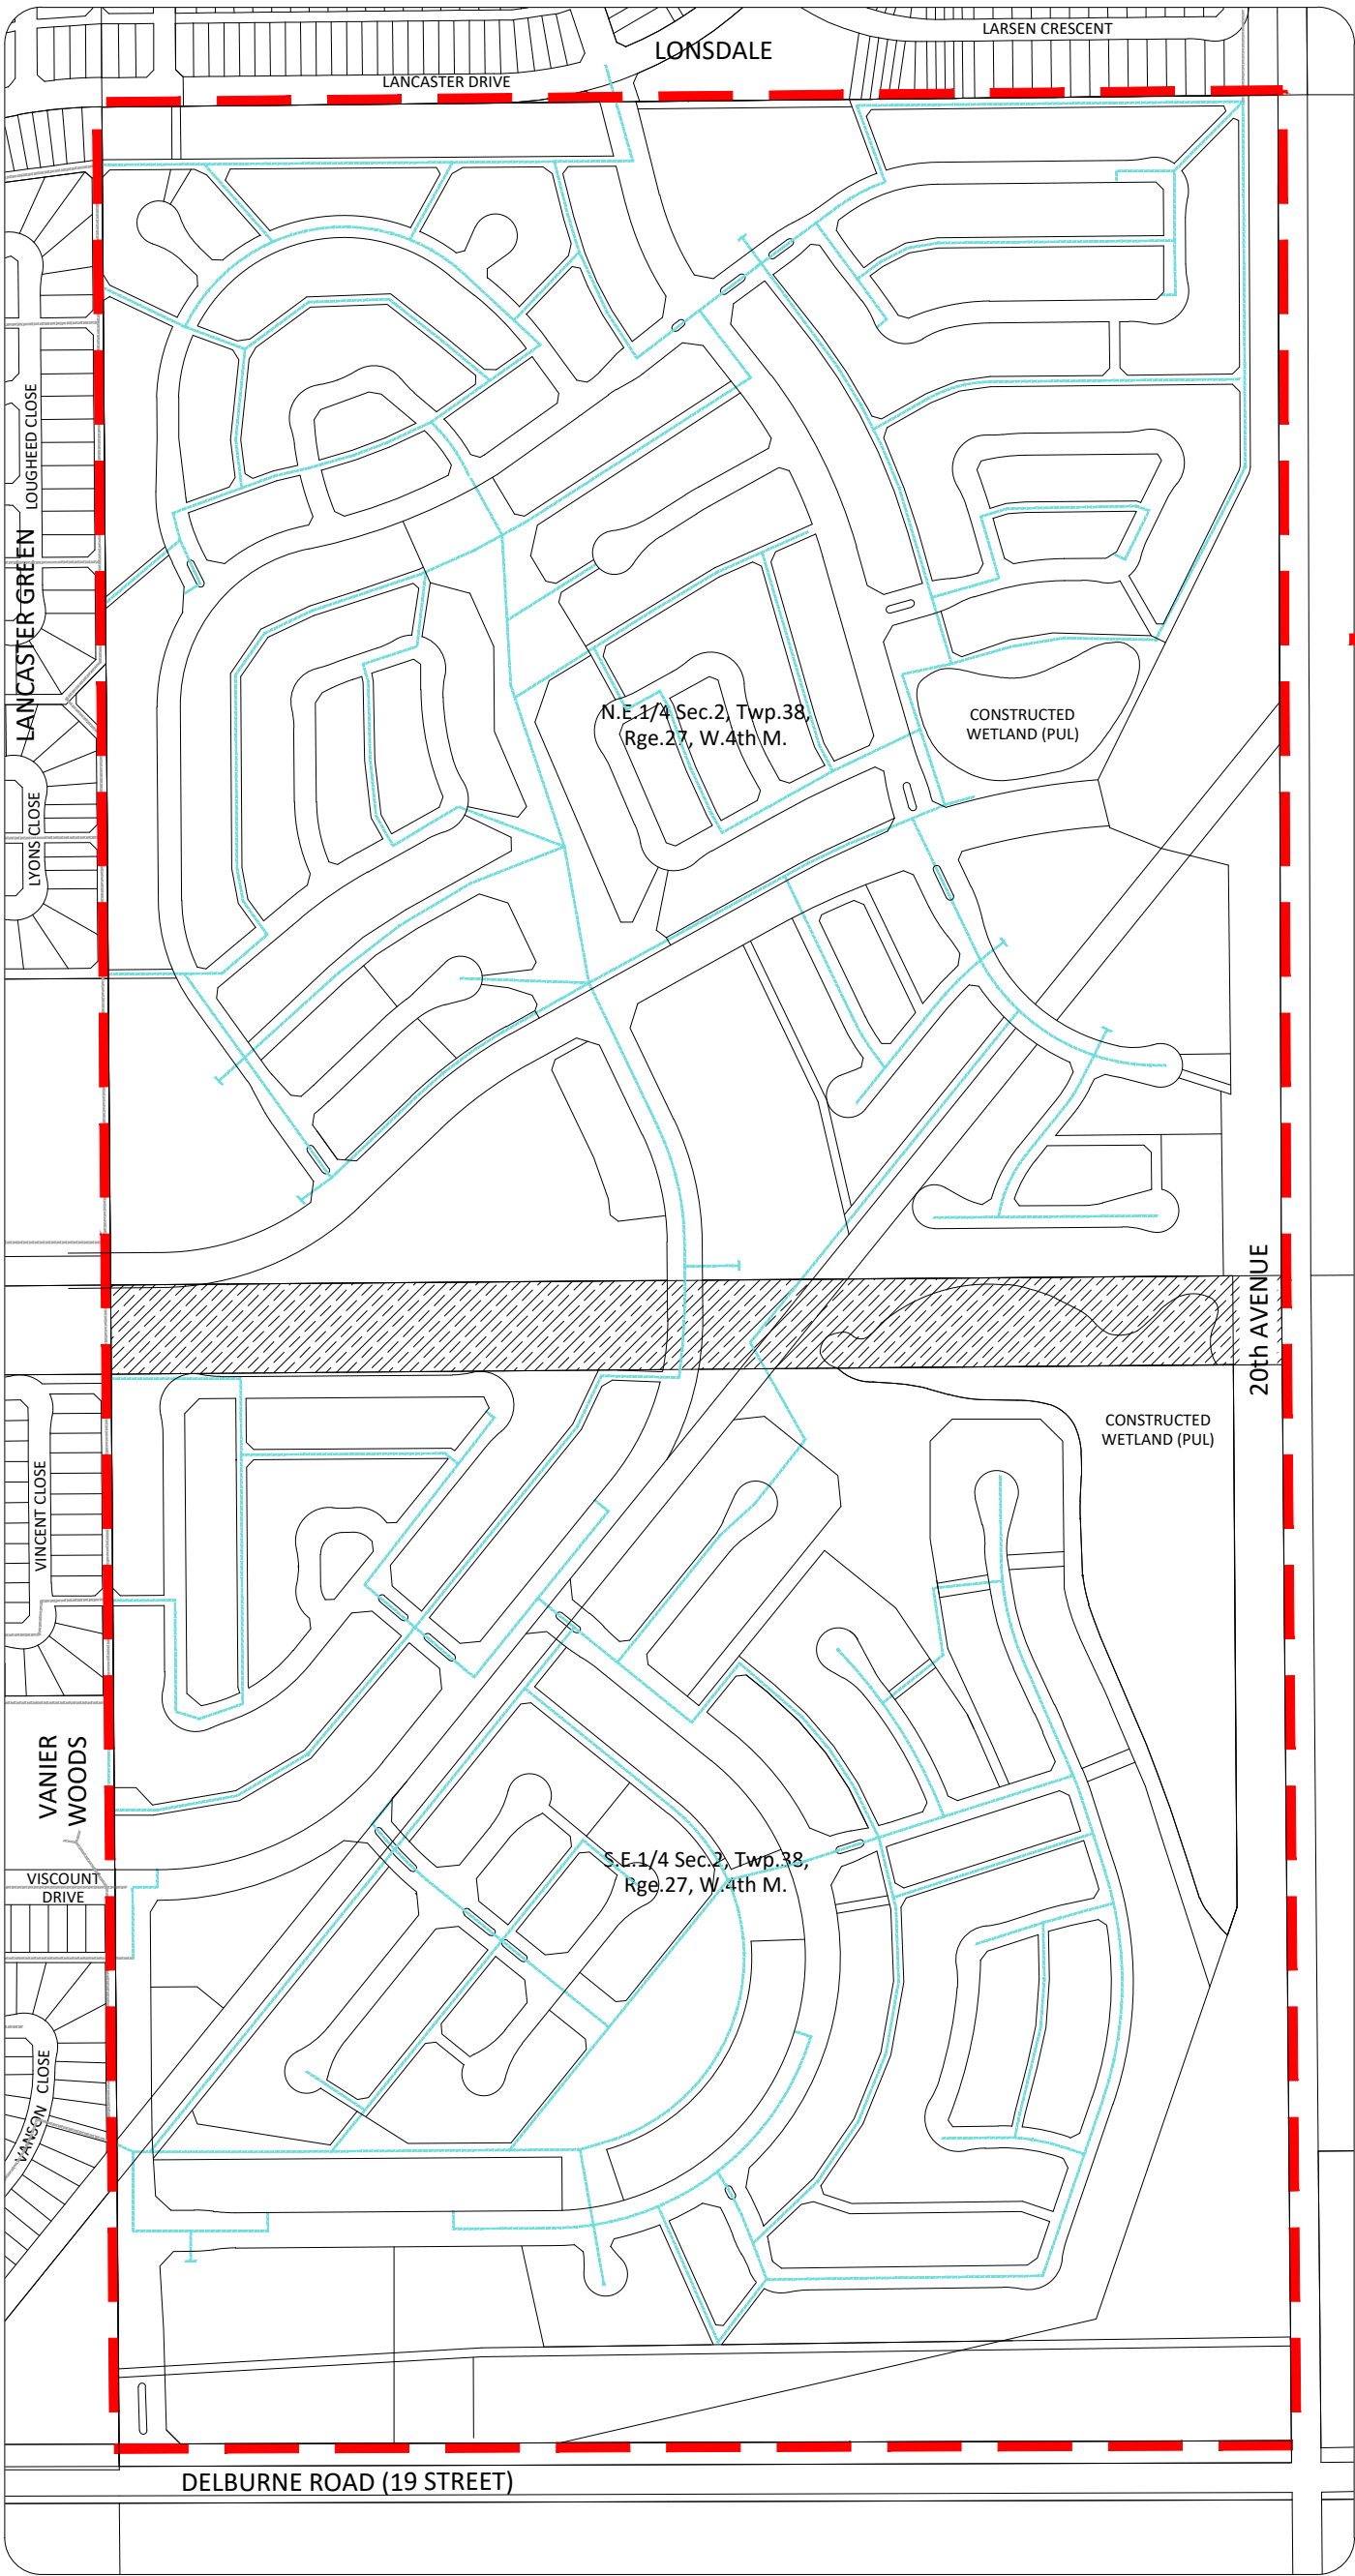 LARSEN CRESCENT
LONSDALE
LANCASTER DRIVE
LOUGHEED CLOSE
LANCASTER GREEN
N.E.1/4 Sec.2, Twp.38,
Rge.27, W.4th M.
CONSTRUCTED
WETLAND (PUL)
LYONS CLOSE
20th AVENUE
CONSTRUCTED
WETLAND (PUL)
VINCENT CLOSE
VANIER
WOODS
S.E.1/4 Sec.2, Twp.38,
Rge.27, W.4th M.
VISCOUNT
DRIVE
VANSON CLOSE
DELBURNE ROAD (19 STREET)